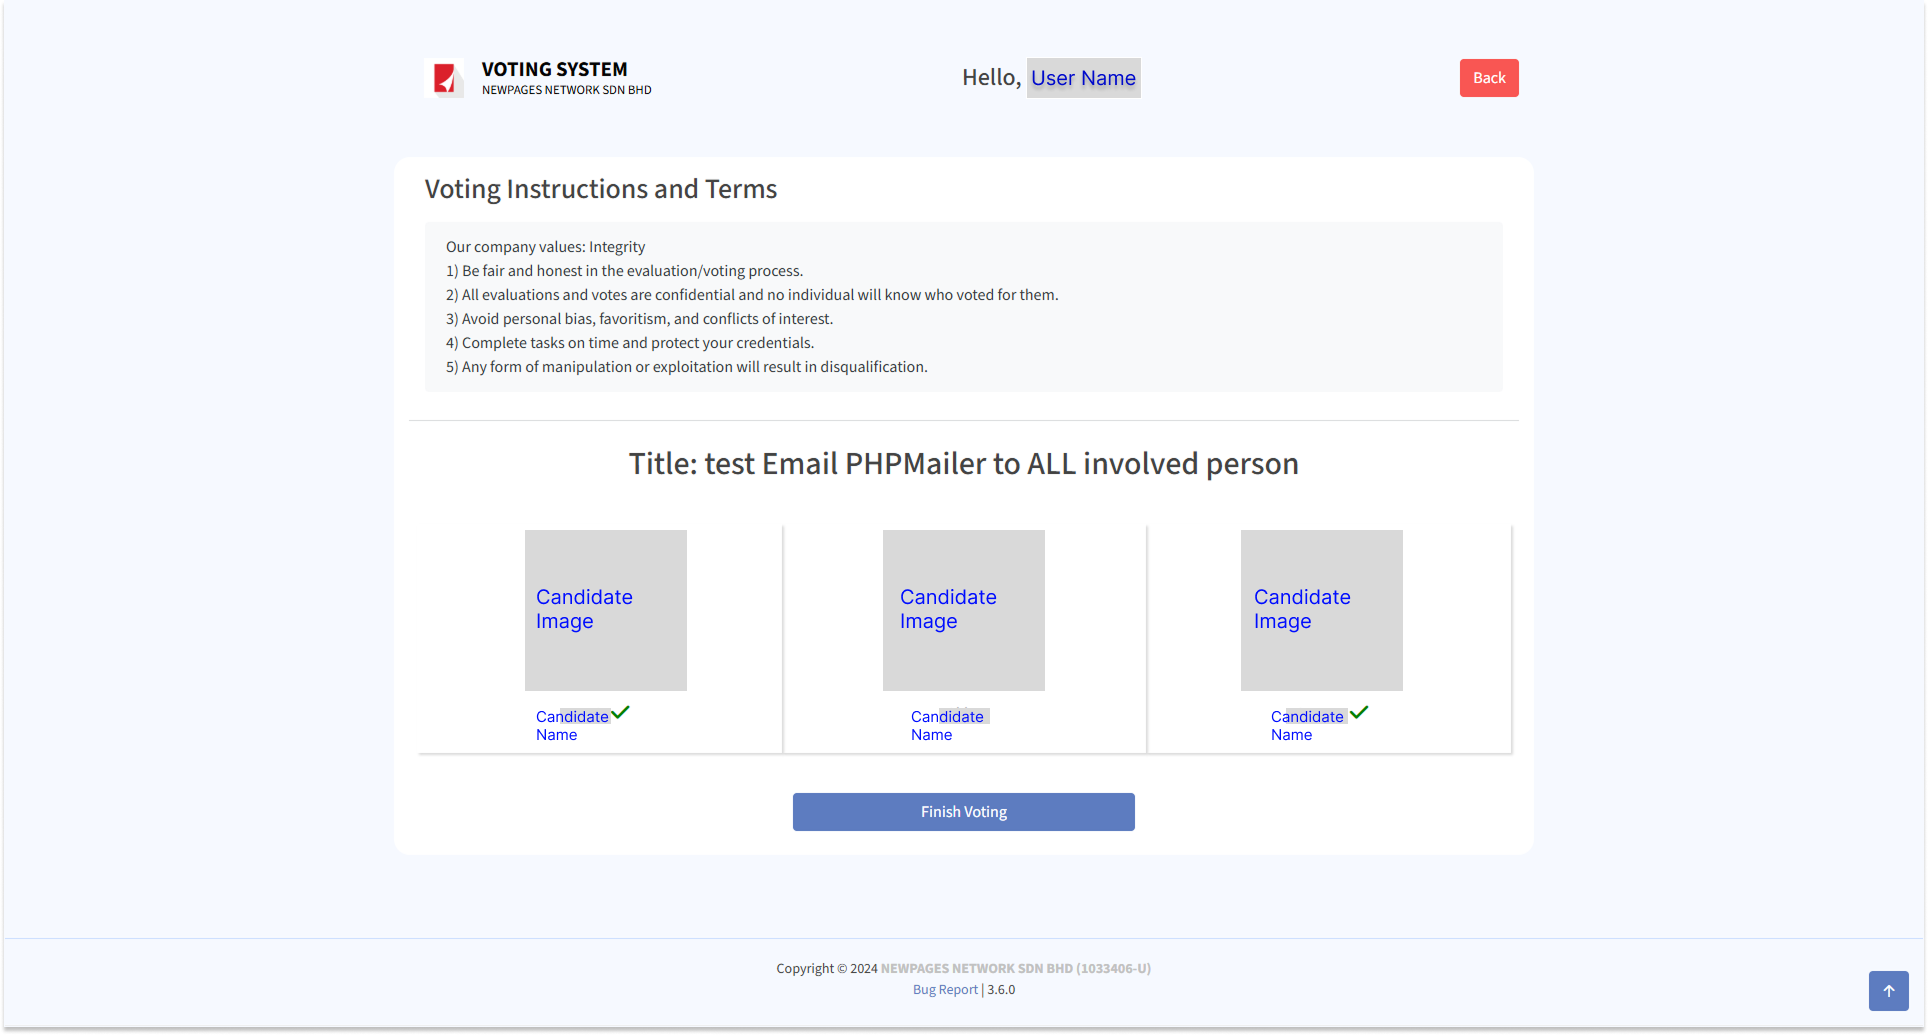 VOTING SYSTEM
NEWPAGES NETWORK SDN BHD
Hello, User Name
Back
Voting Instructions and Terms
Our company values: Integrity
1) Be fair and honest in the evaluation/voting process.
2) All evaluations and votes are confidential and no individual will know who voted for them.
3) Avoid personal bias, favoritism, and conflicts of interest.
4) Complete tasks on time and protect your credentials.
5) Any form of manipulation or exploitation will result in disqualification.
Title: test Email PHPMailer to ALL involved person
Candidate
Image
Candidate
Name
Candidate
Image
Candidate
Name
Candidate
Image
Candidate
Name
Finish Voting
Copyright © 2024 NEWPAGES NETWORK SDN BHD (1033406-U)
Bug Report | 3.6.0